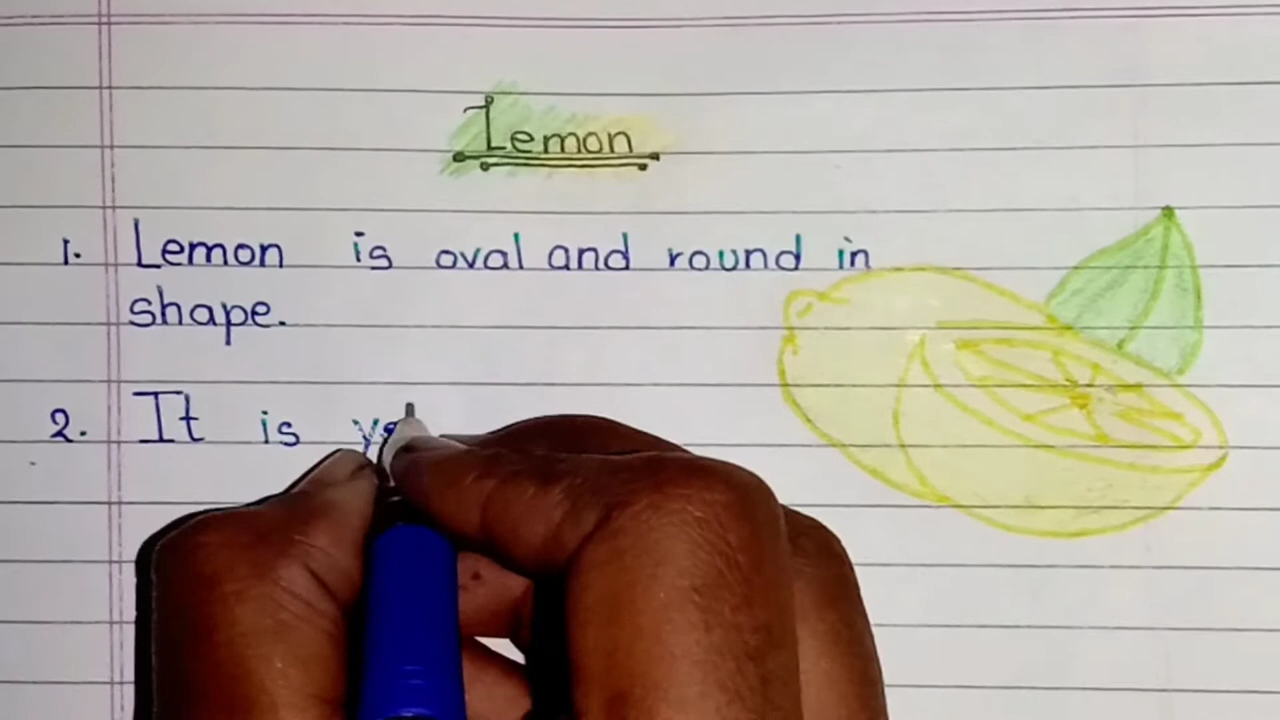 Lemon
1. Lemon is oval and round in
shape.
2. It is